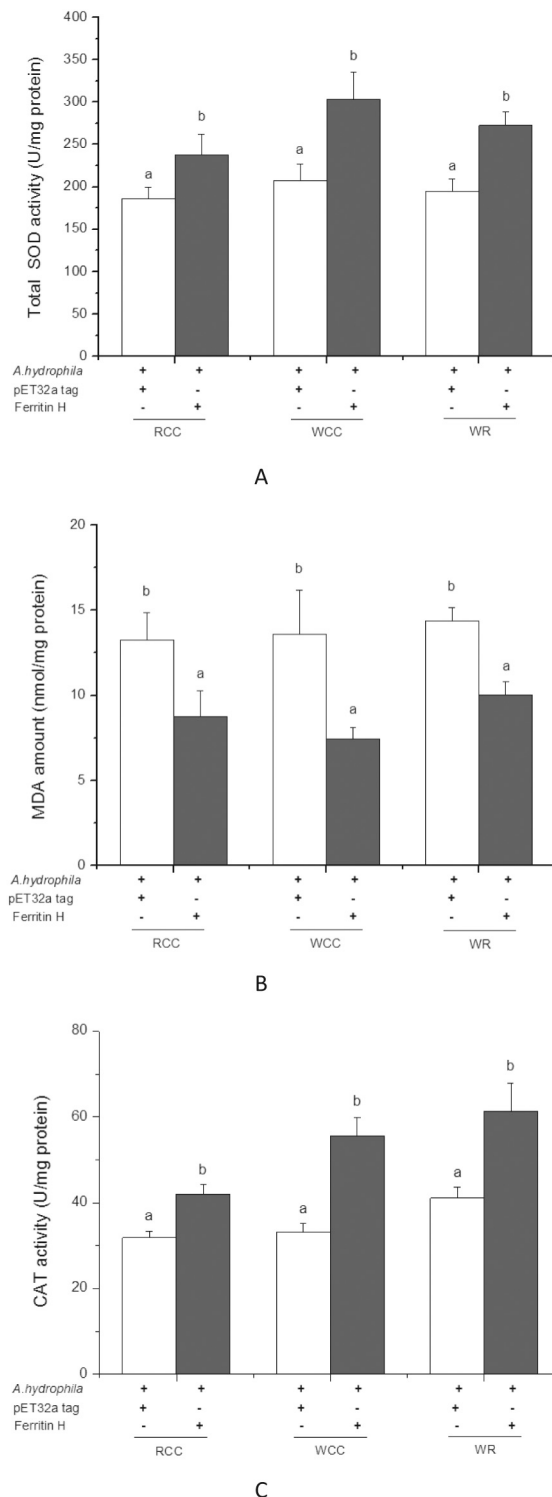 400
350
300
250
200
150
100
50
0
Total SOD activity (U/mg protein)
a b a b a b
A.hydrophila + + + + + +
pET32a tag + - + - + -
Ferritin H - + - + - +
RCC WCC WR
A
20
15
10
5
0
MDA amount (nmol/mg protein)
b a b a b a
A.hydrophila + + + + + +
pET32a tag + - + - + -
Ferritin H - + - + - +
RCC WCC WR
B
80
60
40
20
0
CAT activity (U/mg protein)
a b a b a b
A.hydrophila + + + + + +
pET32a tag + - + - + -
Ferritin H - + - + - +
RCC WCC WR
C